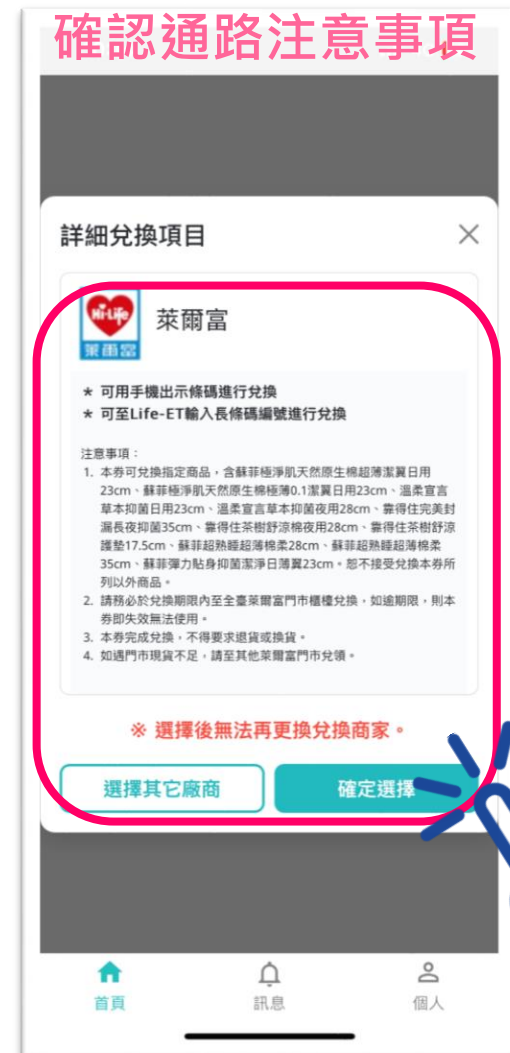 確認通路注意事項
詳細兌換項目
Hi-Life
萊爾富
萊爾富
* 可用手機出示條碼進行兌換
* 可至Life-ET輸入長條碼編號進行兌換
注意事項：
1. 本券可兌換指定商品，含蘇菲極淨肌天然原生棉超薄潔翼日用
23cm、蘇菲極淨肌天然原生棉極薄0.1潔翼日用23cm、溫柔宣言
草本抑菌日用23cm、溫柔宣言草本抑菌夜用28cm、靠得住完美封
漏長夜抑菌35cm、靠得住茶樹舒涼棉夜用28cm、靠得住茶樹舒涼
護墊17.5cm、蘇菲超熟睡超薄棉柔28cm、蘇菲超熟睡超薄棉柔
35cm、蘇菲彈力貼身抑菌潔淨日薄翼23cm。恕不接受兌換本券所
列以外商品。
2. 請務必於兌換期限內至全臺萊爾富門市櫃檯兌換，如逾期限，則本
券即失效無法使用。
3. 本券完成兌換，不得要求退貨或換貨。
4. 如遇門市現貨不足，請至其他萊爾富門市兌領。
※ 選擇後無法再更換兌換商家。
選擇其它廠商
確定選擇
首頁
訊息
個人